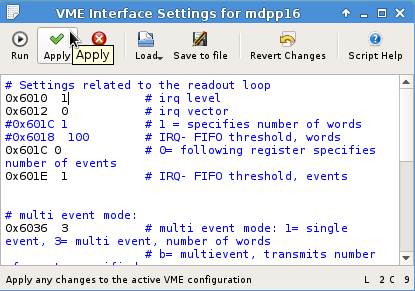 VME Interface Settings for mdpp16
Run
Apply
Apply
Load
Save to file
Revert Changes
Script Help
# Settings related to the readout loop
0x6010 1 # irq level
0x6012 0 # irq vector
#0x601C 1 # 1 = specifies number of words
#0x6018 100 # IRQ- FIFO threshold, words
0x601C 0 # 0= following register specifies
number of events
0x601E 1 # IRQ- FIFO threshold, events
# multi event mode:
0x6036 3 # multi event mode: 1= single
event, 3= multi event, number of words
# b= multievent, transmits number
Apply any changes to the active VME configuration
L 2 C 9